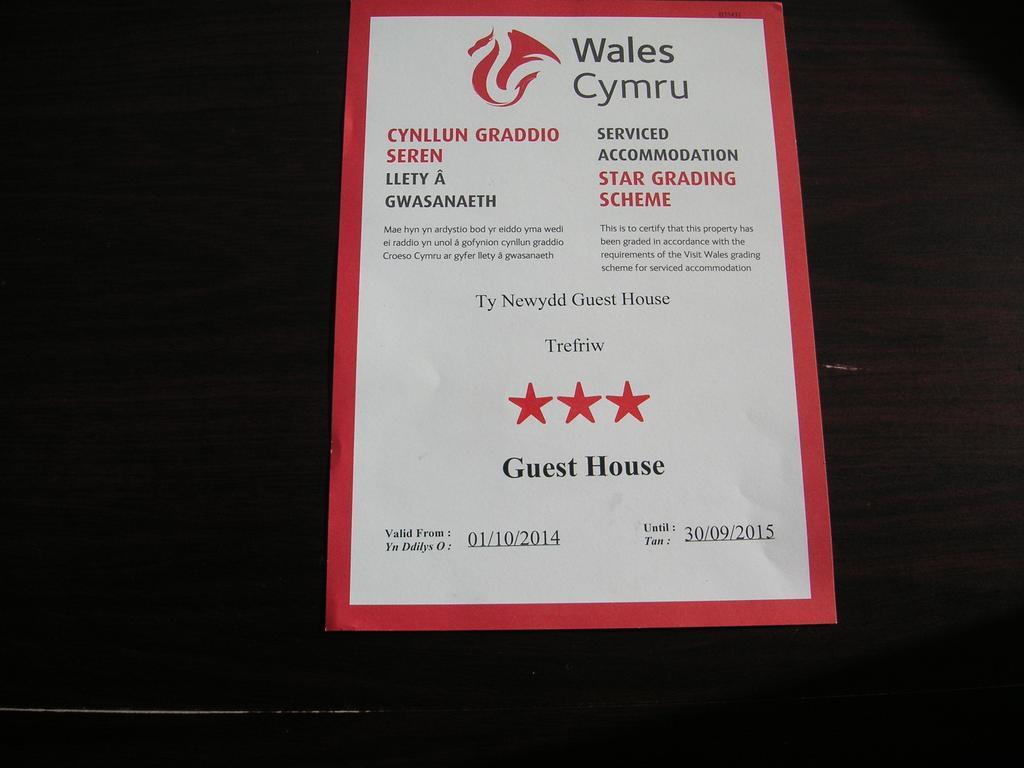 Wales
Cymru
CYNLLUN GRADDIO
SEREN
LLETY Â
GWASANAETH
Mae hyn yn ardystio bod yr eiddo yma wedi
ei raddio yn unol â gofynion cynllun graddio
Croeso Cymru ar gyfer llety â gwasanaeth
SERVICED
ACCOMMODATION
STAR GRADING
SCHEME
This is to certify that this property has
been graded in accordance with the
requirements of the Visit Wales grading
scheme for serviced accommodation
Ty Newydd Guest House
Trefriw
Guest House
Valid From : 01/10/2014
Yn Ddilys O :
Until : 30/09/2015
Tan :